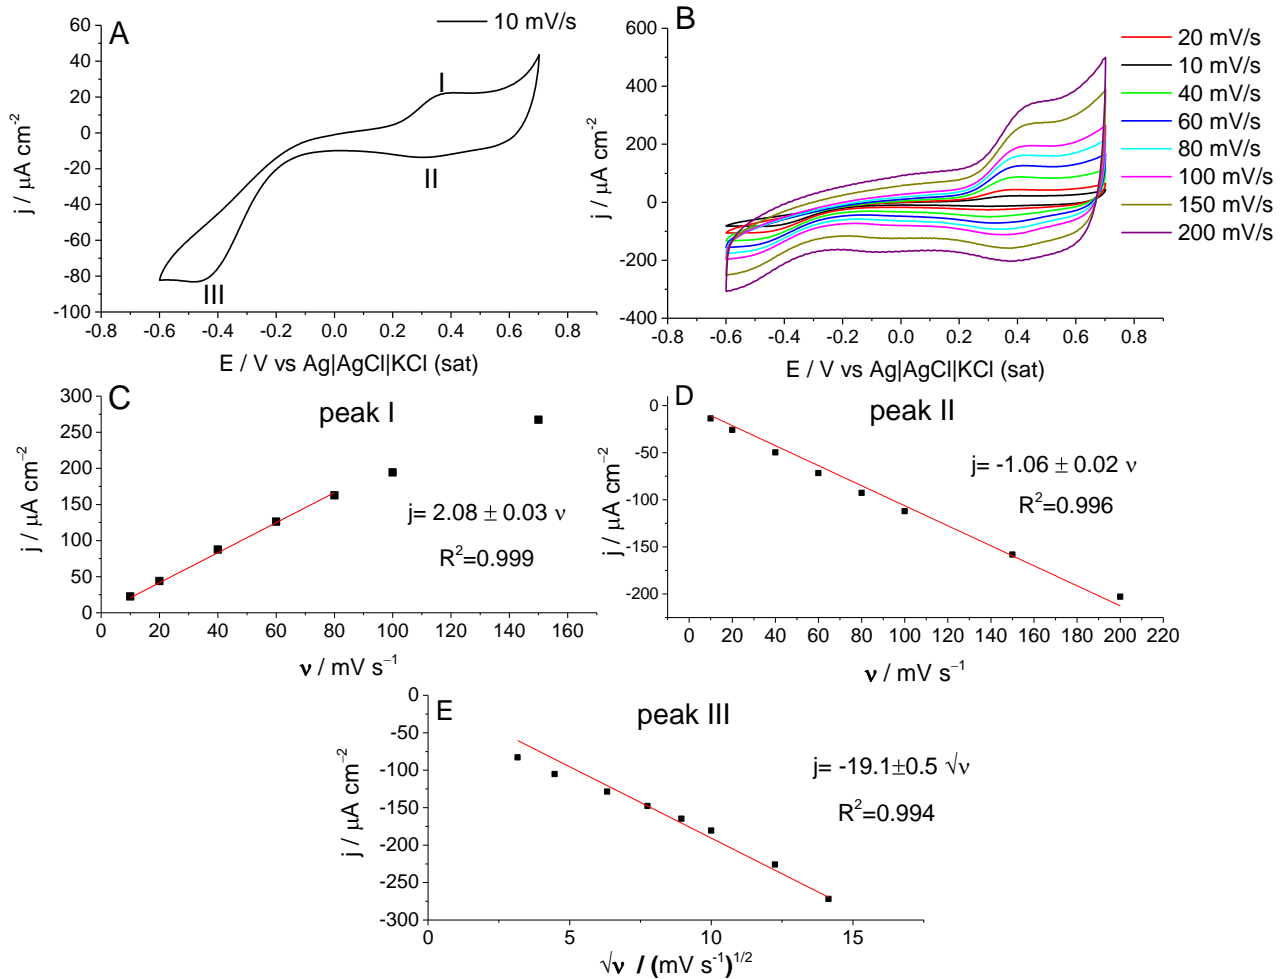 A
10 mV/s
I
II
III
60
40
20
0
-20
-40
-60
-80
-100
-0.8 -0.6 -0.4 -0.2 0.0 0.2 0.4 0.6 0.8
j / μA cm-2
E / V vs Ag|AgCl|KCl (sat)
B
20 mV/s
10 mV/s
40 mV/s
60 mV/s
80 mV/s
100 mV/s
150 mV/s
200 mV/s
600
400
200
0
-200
-400
-0.8 -0.6 -0.4 -0.2 0.0 0.2 0.4 0.6 0.8
j / μA cm-2
E / V vs Ag|AgCl|KCl (sat)
C
peak I
j= 2.08 ± 0.03 ν
R2=0.999
300
250
200
150
100
50
0
0 20 40 60 80 100 120 140 160
j / μA cm−2
ν / mV s−1
D
peak II
j= -1.06 ± 0.02 ν
R2=0.996
0
-50
-100
-150
-200
0 20 40 60 80 100 120 140 160 180 200 220
j / μA cm−2
ν / mV s−1
E
peak III
j= -19.1±0.5 √ν
R2=0.994
0
-50
-100
-150
-200
-250
-300
0 5 10 15
j / μA cm−2
√ν / (mV s−1)1/2